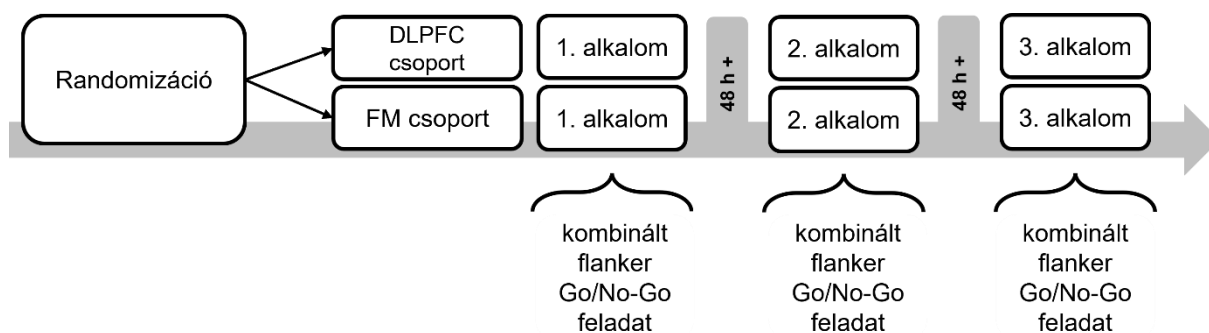 Randomizáció
DLPFC
csoport
FM csoport
1. alkalom
1. alkalom
48 h +
2. alkalom
2. alkalom
48 h +
3. alkalom
3. alkalom
kombinált
flanker
Go/No-Go
feladat
kombinált
flanker
Go/No-Go
feladat
kombinált
flanker
Go/No-Go
feladat